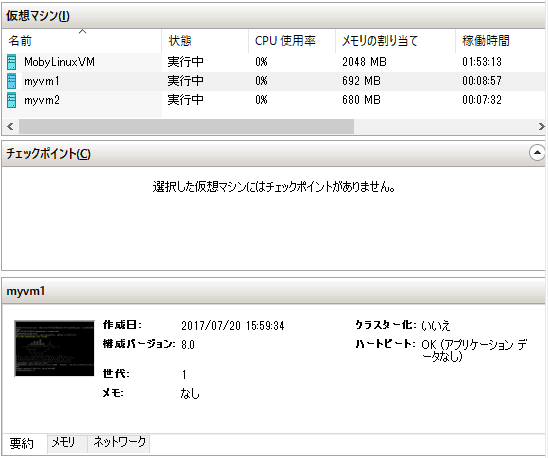 仮想マシン(I)
名前 状態 CPU 使用率 メモリの割り当て 稼働時間
MobyLinuxVM 実行中 0% 2048 MB 01:53:13
myvm1 実行中 0% 692 MB 00:08:57
myvm2 実行中 0% 680 MB 00:07:32
チェックポイント(C)
選択した仮想マシンにはチェックポイントがありません。
myvm1
作成日: 2017/07/20 15:59:34 クラスター化: いいえ
構成バージョン: 8.0 ハートビート: OK (アプリケーション デ
ータなし)
世代: 1
メモ: なし
要約 メモリ ネットワーク